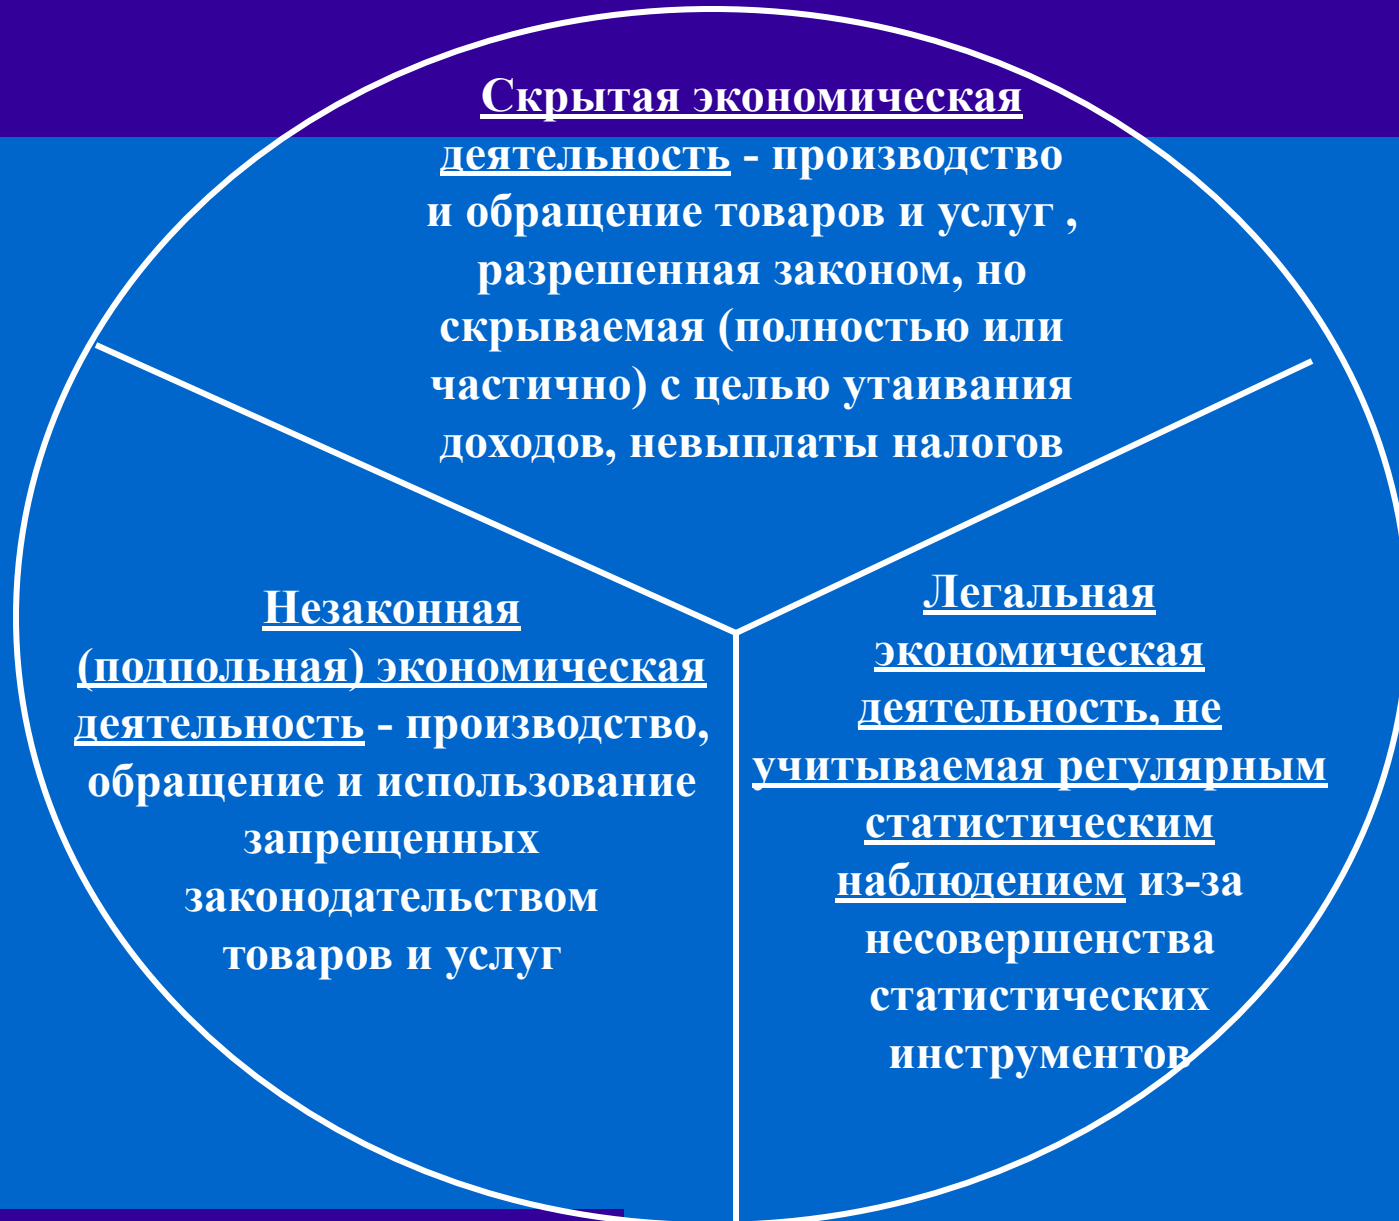 Скрытая экономическая
деятельность - производство
и обращение товаров и услуг ,
разрешенная законом, но
скрываемая (полностью или
частично) с целью утаивания
доходов, невыплаты налогов
Незаконная
(подпольная) экономическая
деятельность - производство,
обращение и использование
запрещенных
законодательством
товаров и услуг
Легальная
экономическая
деятельность, не
учитываемая регулярным
статистическим
наблюдением из-за
несовершенства
статистических
инструментов